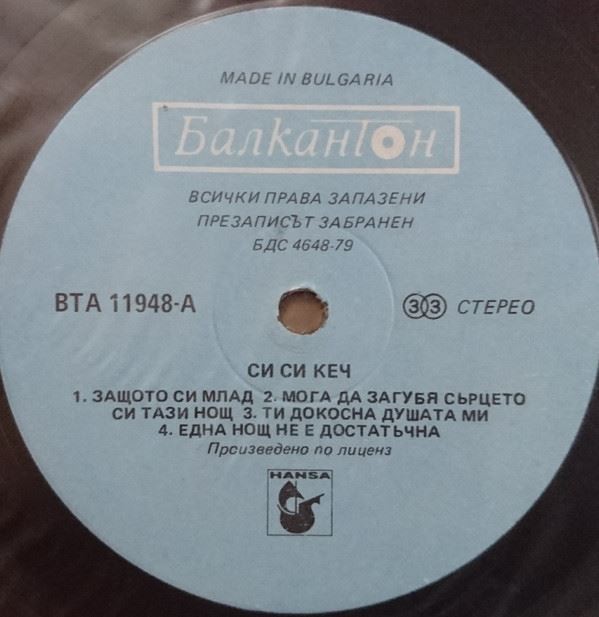 MADE IN BULGARIA
Балкантон
ВСИЧКИ ПРАВА ЗАПАЗЕНИ
ПРЕЗАПИСЪТ ЗАБРАНЕН
БДС 4648-79
ВТА 11948-А
33 СТЕРЕО
СИ СИ КЕЧ
1. ЗАЩОТО СИ МЛАД 2. МОГА ДА ЗАГУБЯ СЪРЦЕТО
СИ ТАЗИ НОЩ 3. ТИ ДОКОСНА ДУШАТА МИ
4. ЕДНА НОЩ НЕ Е ДОСТАТЪЧНА
Произведено по лиценз
HANSA